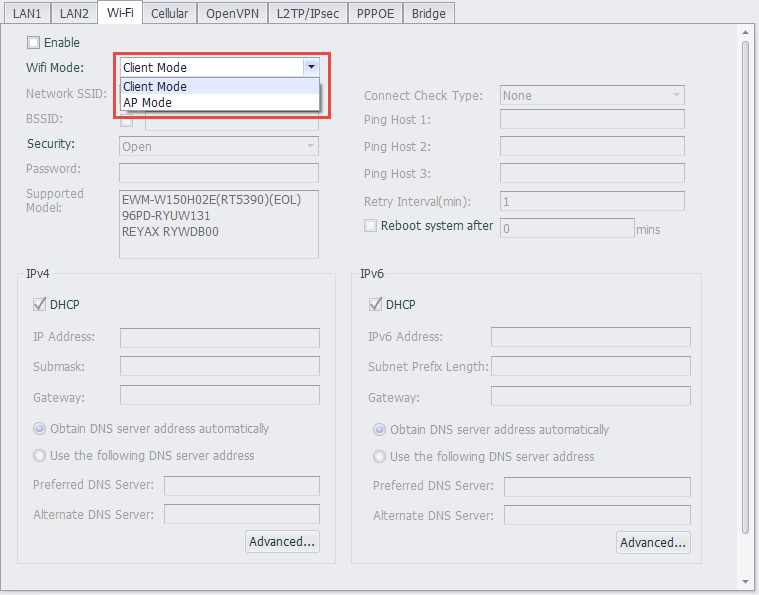 LAN1 LAN2 Wi-Fi Cellular OpenVPN L2TP/IPsec PPPOE Bridge
Enable
Wifi Mode: Client Mode
Client Mode
AP Mode
Network SSID:
BSSID:
Security: Open
Password:
Supported
Model:
EWM-W150H02E(RT5390)(EOL)
96PD-RYUW131
REYAX RYWDB00
Connect Check Type: None
Ping Host 1:
Ping Host 2:
Ping Host 3:
Retry Interval(min): 1
Reboot system after 0 mins
IPv4
DHCP
IP Address:
Submask:
Gateway:
Obtain DNS server address automatically
Use the following DNS server address
Preferred DNS Server:
Alternate DNS Server:
Advanced...
IPv6
DHCP
IPv6 Address:
Subnet Prefix Length:
Gateway:
Obtain DNS server address automatically
Use the following DNS server address
Preferred DNS Server:
Alternate DNS Server:
Advanced...